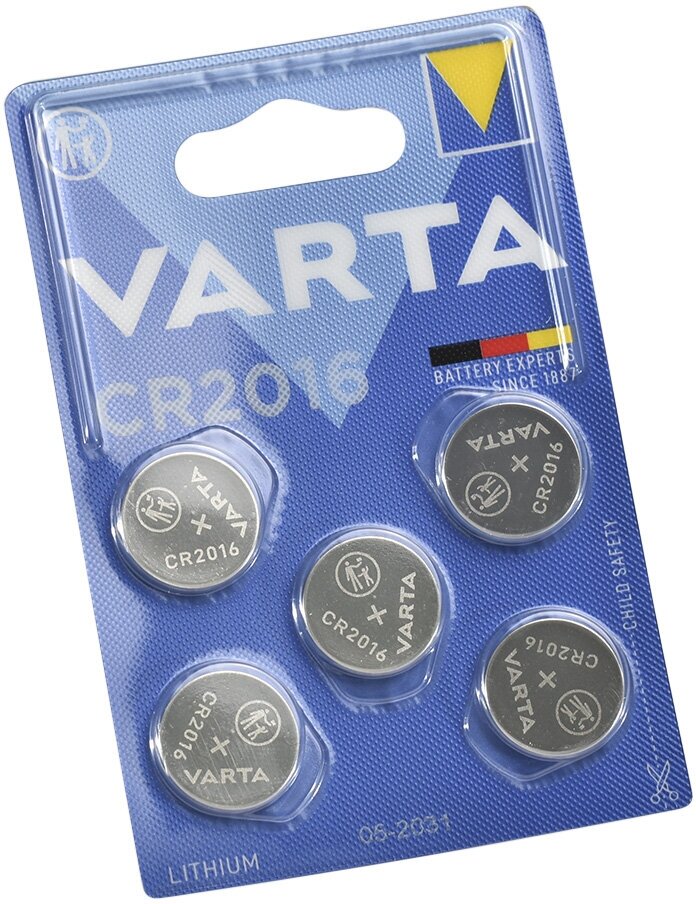 VARTA
CR2016
BATTERY EXPERTS
SINCE 1887
VARTA
CR2016
VARTA
CR2016
VARTA
CR2016
CHILD SAFETY
CR2016
VARTA
CR2016
VARTA
06-2031
LITHIUM